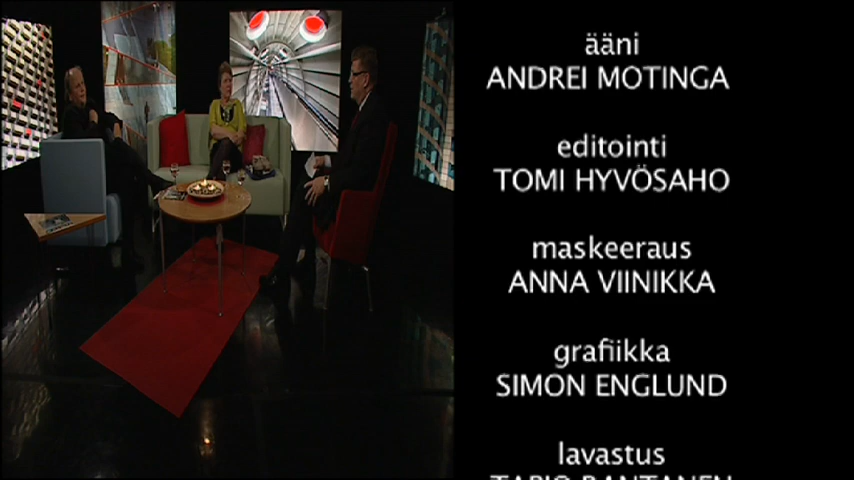 ääni
ANDREI MOTINGA
editointi
TOMI HYVÖSAHO
maskeeraus
ANNA VIINIKKA
grafiikka
SIMON ENGLUND
lavastus